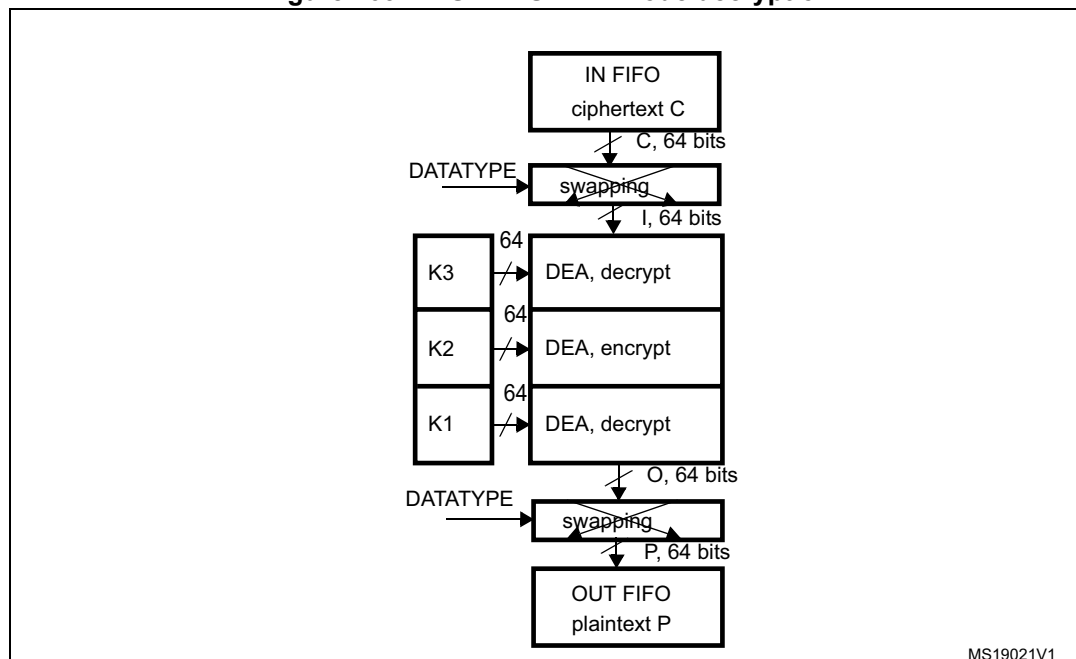 IN FIFO
ciphertext C
C, 64 bits
DATATYPE
swapping
I, 64 bits
64
K3
DEA, decrypt
64
K2
DEA, encrypt
64
K1
DEA, decrypt
O, 64 bits
DATATYPE
swapping
P, 64 bits
OUT FIFO
plaintext P
MS19021V1